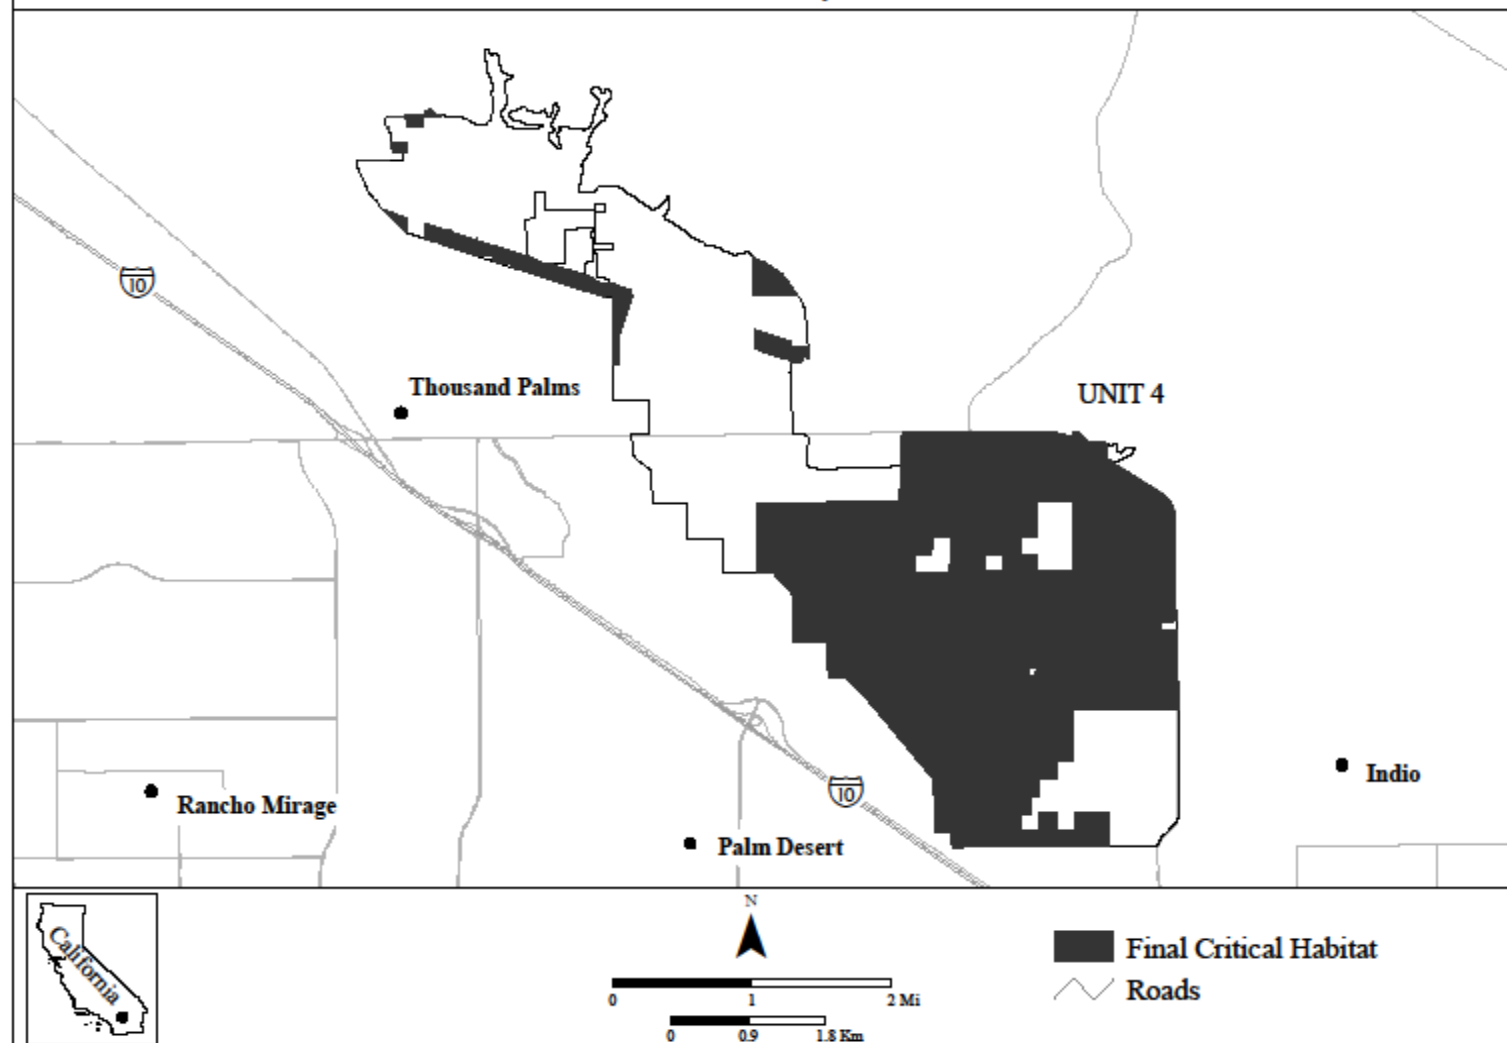 10
Thousand Palms
UNIT 4
Indio
Rancho Mirage
10
Palm Desert
California
N
0 1 2 Mi
0 0.9 1.8 Km
Final Critical Habitat
Roads